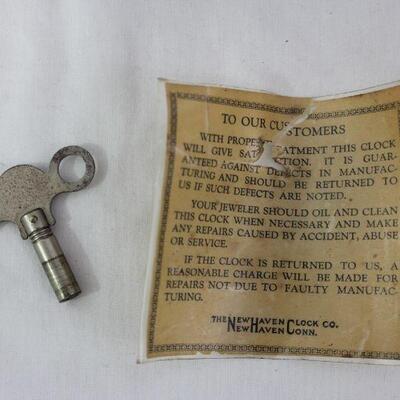 TO OUR CUSTOMERS
WITH PROPER TREATMENT THIS CLOCK
WILL GIVE SATISFACTION. IT IS GUAR-
ANTEED AGAINST DEFECTS IN MANUFAC-
TURING AND SHOULD BE RETURNED TO
US IF SUCH DEFECTS ARE NOTED.
YOUR JEWELER SHOULD OIL AND CLEAN
THIS CLOCK WHEN NECESSARY AND MAKE
ANY REPAIRS CAUSED BY ACCIDENT, ABUSE
OR SERVICE.
IF THE CLOCK IS RETURNED TO US, A
REASONABLE CHARGE WILL BE MADE FOR
REPAIRS NOT DUE TO FAULTY MANUFAC-
TURING.
THE NEW HAVEN CLOCK CO.
NEW HAVEN CONN.